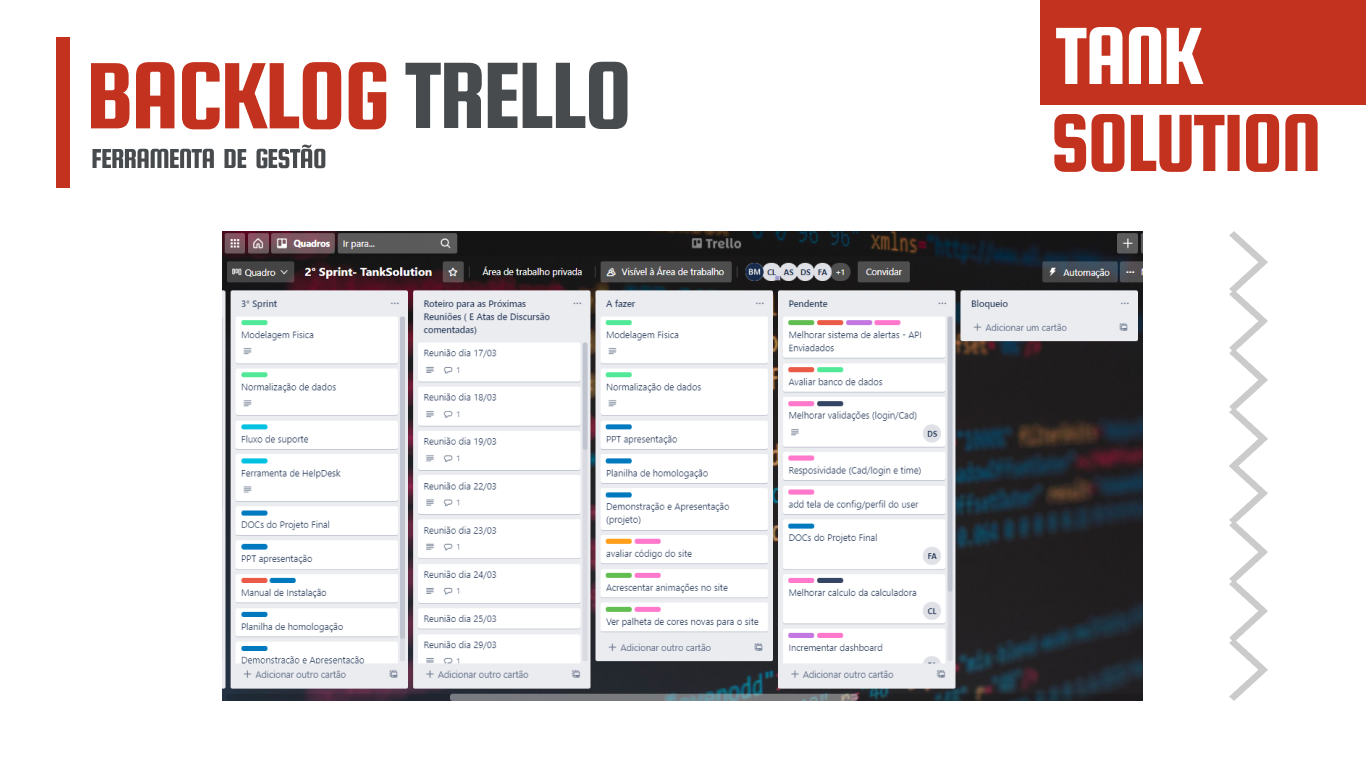 BACKLOG TRELLO
FERRAMENTA DE GESTÃO
TANK
SOLUTION
Quadros
Ir para...
Trello
Quadro
2° Sprint- TankSolution
Área de trabalho privada
Visível à Área de trabalho
BM CL AS DS FA +1
Convidar
Automação
3° Sprint
Modelagem Fisica
Normalização de dados
Fluxo de suporte
Ferramenta de HelpDesk
DOCs do Projeto Final
PPT apresentação
Manual de Instalação
Planilha de homologação
Demonstração e Apresentação
+ Adicionar outro cartão
Roteiro para as Próximas
Reuniões ( E Atas de Discursão
comentadas)
Reunião dia 17/03
1
Reunião dia 18/03
1
Reunião dia 19/03
1
Reunião dia 22/03
1
Reunião dia 23/03
1
Reunião dia 24/03
1
Reunião dia 25/03
Reunião dia 29/03
1
+ Adicionar outro cartão
A fazer
Modelagem Fisica
Normalização de dados
PPT apresentação
Planilha de homologação
Demonstração e Apresentação
(projeto)
avaliar código do site
Acrescentar animações no site
Ver palheta de cores novas para o site
+ Adicionar outro cartão
Pendente
Melhorar sistema de alertas - API
Enviadados
Avaliar banco de dados
Melhorar validações (login/Cad)
DS
Resposividade (Cad/login e time)
add tela de config/perfil do user
DOCs do Projeto Final
FA
Melhorar calculo da calculadora
CL
Incrementar dashboard
+ Adicionar outro cartão
Bloqueio
+ Adicionar um cartão
xmlns="http://